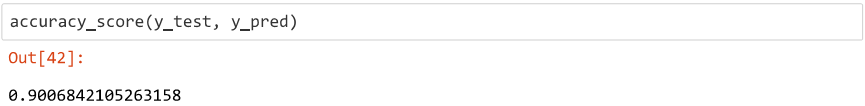 accuracy_score(y_test, y_pred)
Out[42]:
0.9006842105263158